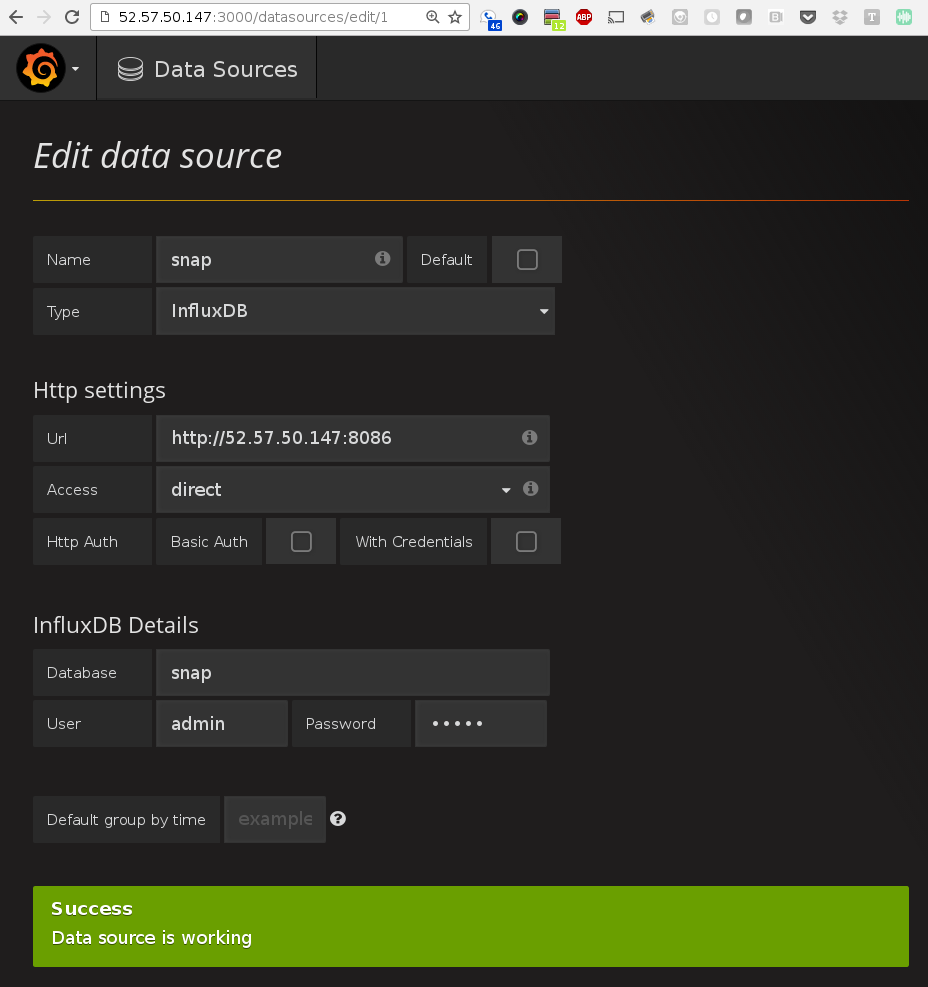 52.57.50.147:3000/datasources/edit/1
46
12
ABP
B
T
Data Sources
Edit data source
Name snap Default
Type InfluxDB
Http settings
Url http://52.57.50.147:8086
Access direct
Http Auth Basic Auth With Credentials
InfluxDB Details
Database snap
User admin Password •••••
Default group by time example
Success
Data source is working